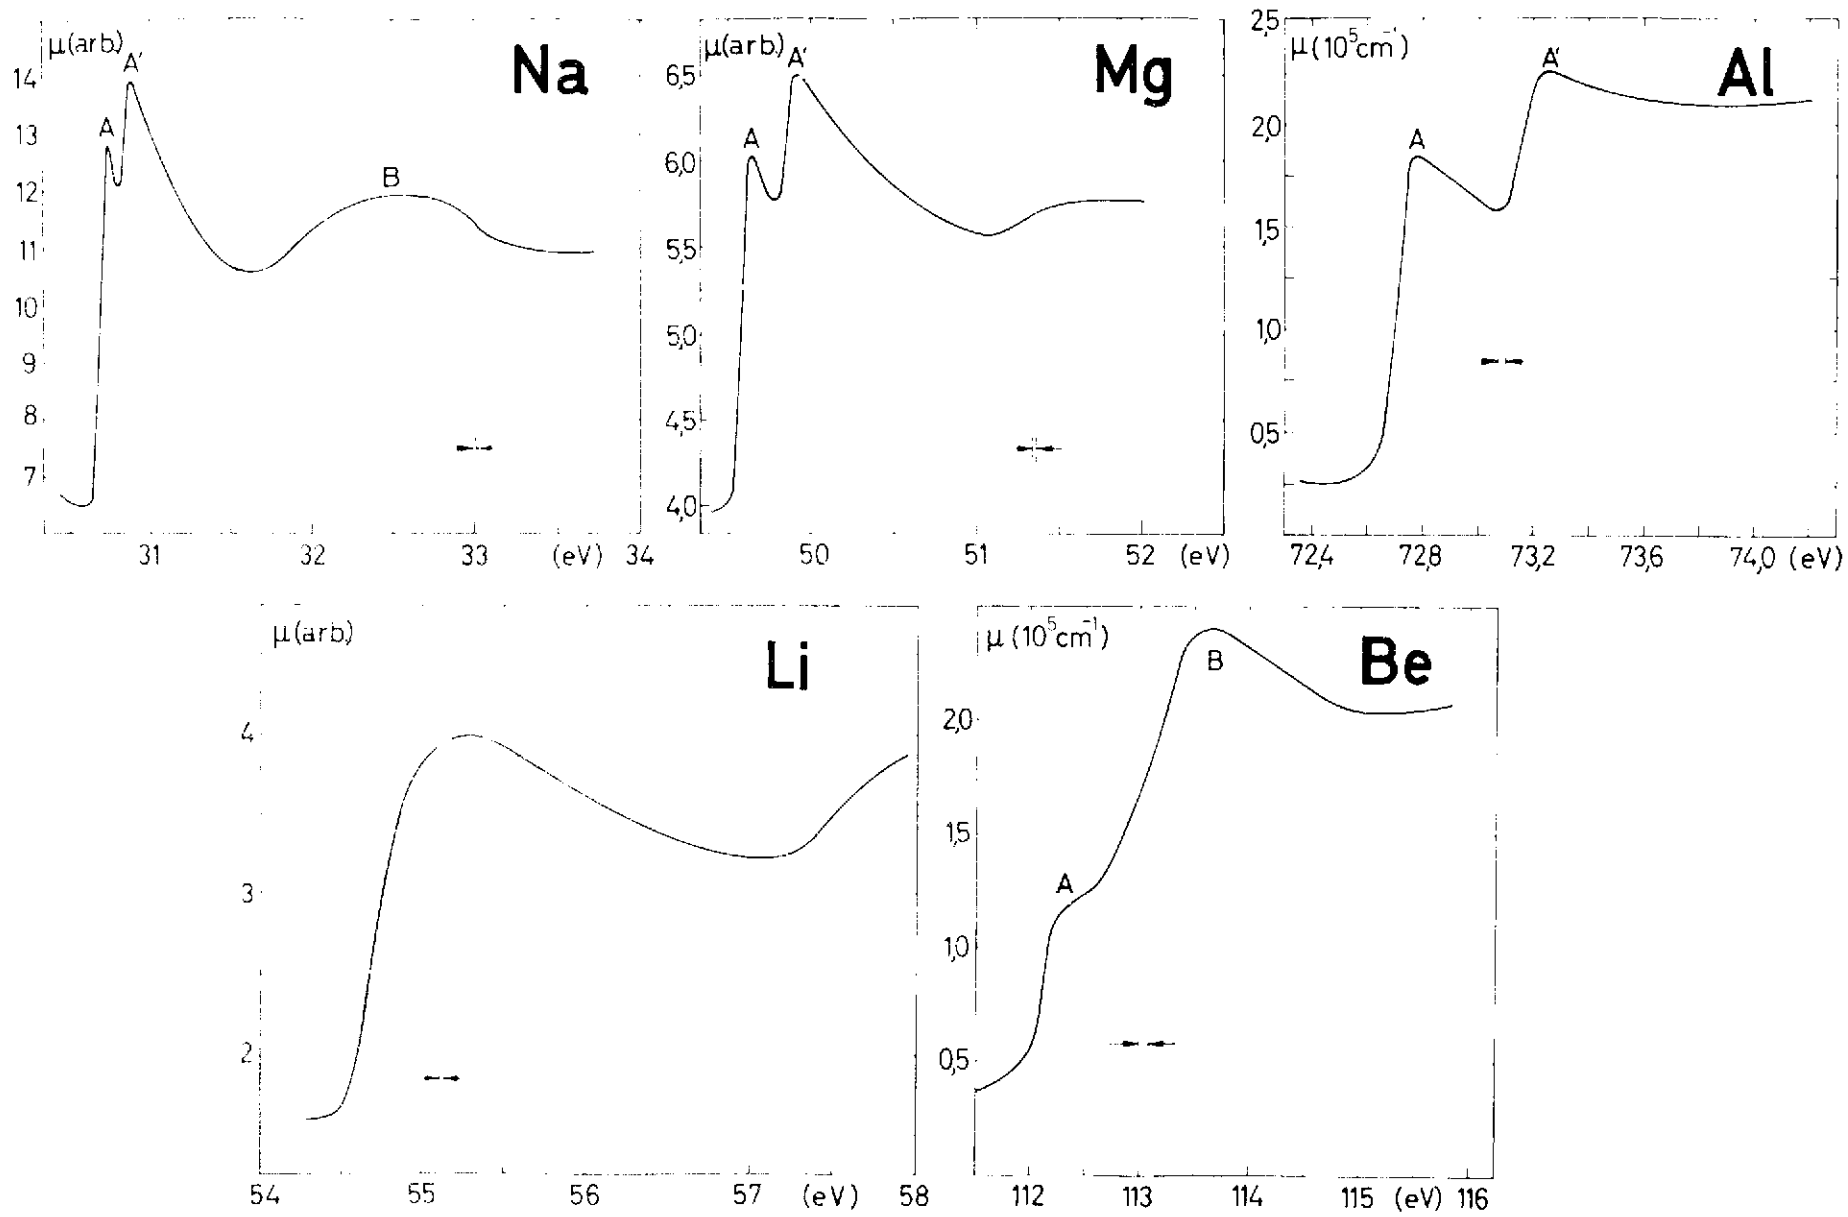 μ(arb.)
Na
A'
A
B
14
13
12
11
10
9
8
7
31 32 33 (eV) 34
μ(arb.)
Mg
A'
A
6,5
6,0
5,5
5,0
4,5
4,0
50 51 52 (eV)
μ(10⁵cm⁻¹)
Al
A'
A
2,5
2,0
1,5
1,0
0,5
72,4 72,8 73,2 73,6 74,0 (eV)
μ(arb.)
Li
4
3
2
54 55 56 57 (eV) 58
μ(10⁵cm⁻¹)
Be
B
A
2,0
1,5
1,0
0,5
112 113 114 115 (eV) 116